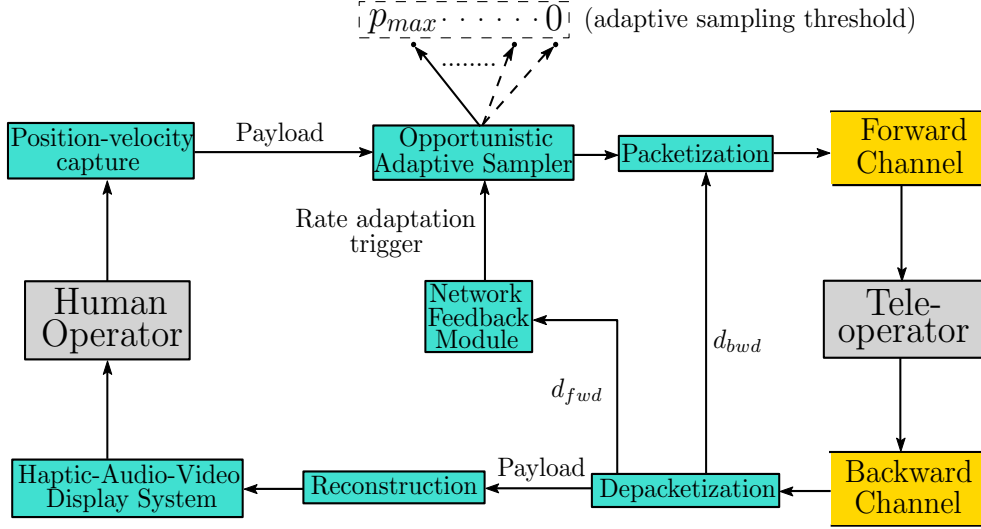 p_max · · · · · · 0 (adaptive sampling threshold)
.........
Position-velocity
capture
Payload
Opportunistic
Adaptive Sampler
Packetization
Forward
Channel
Rate adaptation
trigger
Human
Operator
Network
Feedback
Module
Tele-
operator
d_bwd
d_fwd
Haptic-Audio-Video
Display System
Reconstruction
Payload
Depacketization
Backward
Channel